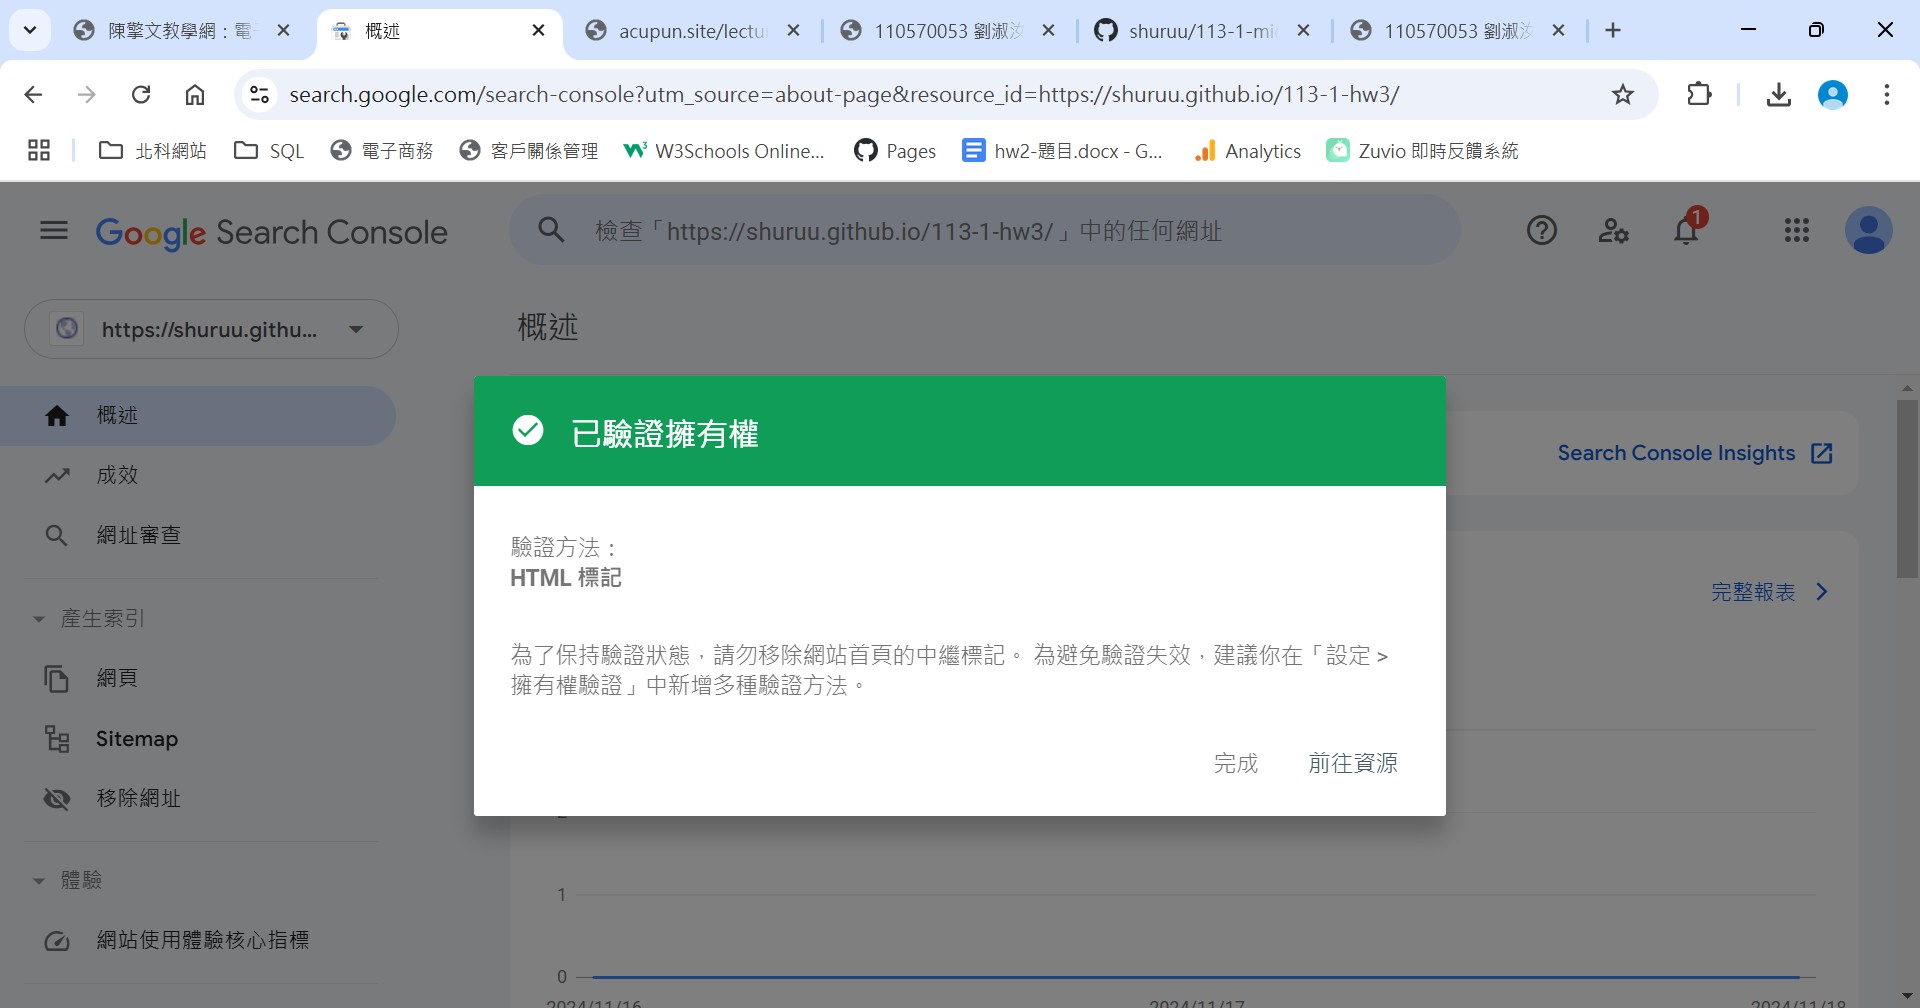 陳擎文教學網：電
概述
acupun.site/lectu
110570053 劉淑汝
shuruu/113-1-mi
110570053 劉淑汝
search.google.com/search-console?utm_source=about-page&resource_id=https://shuruu.github.io/113-1-hw3/
北科網站
SQL
電子商務
客戶關係管理
W3Schools Online...
Pages
hw2-題目.docx - G...
Analytics
Zuvio 即時反饋系統
Google Search Console
檢查「https://shuruu.github.io/113-1-hw3/」中的任何網址
1
https://shuruu.githu...
概述
概述
成效
網址審查
產生索引
網頁
Sitemap
移除網址
體驗
網站使用體驗核心指標
Search Console Insights
完整報表
已驗證擁有權
驗證方法：
HTML 標記
為了保持驗證狀態，請勿移除網站首頁的中繼標記。 為避免驗證失效，建議你在「設定 >
擁有權驗證」中新增多種驗證方法。
完成
前往資源
1
0
2024/11/16
2024/11/17
2024/11/18